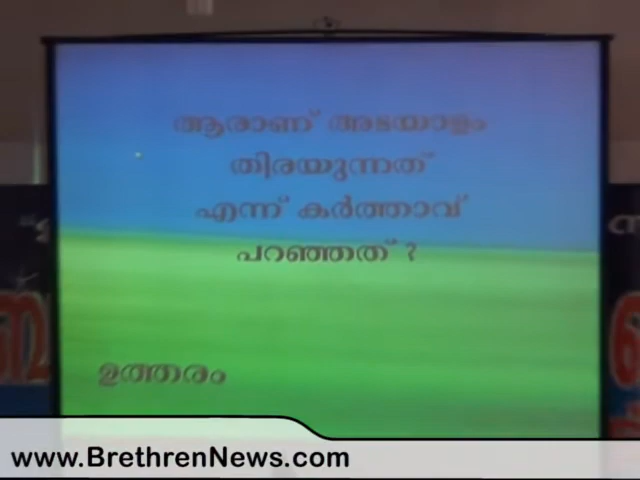 ആരാണ് അടയാളം
തിരയുന്നത്
എന്ന് കർത്താവ്
പറഞ്ഞത് ?
ഉത്തരം
www.BrethrenNews.com